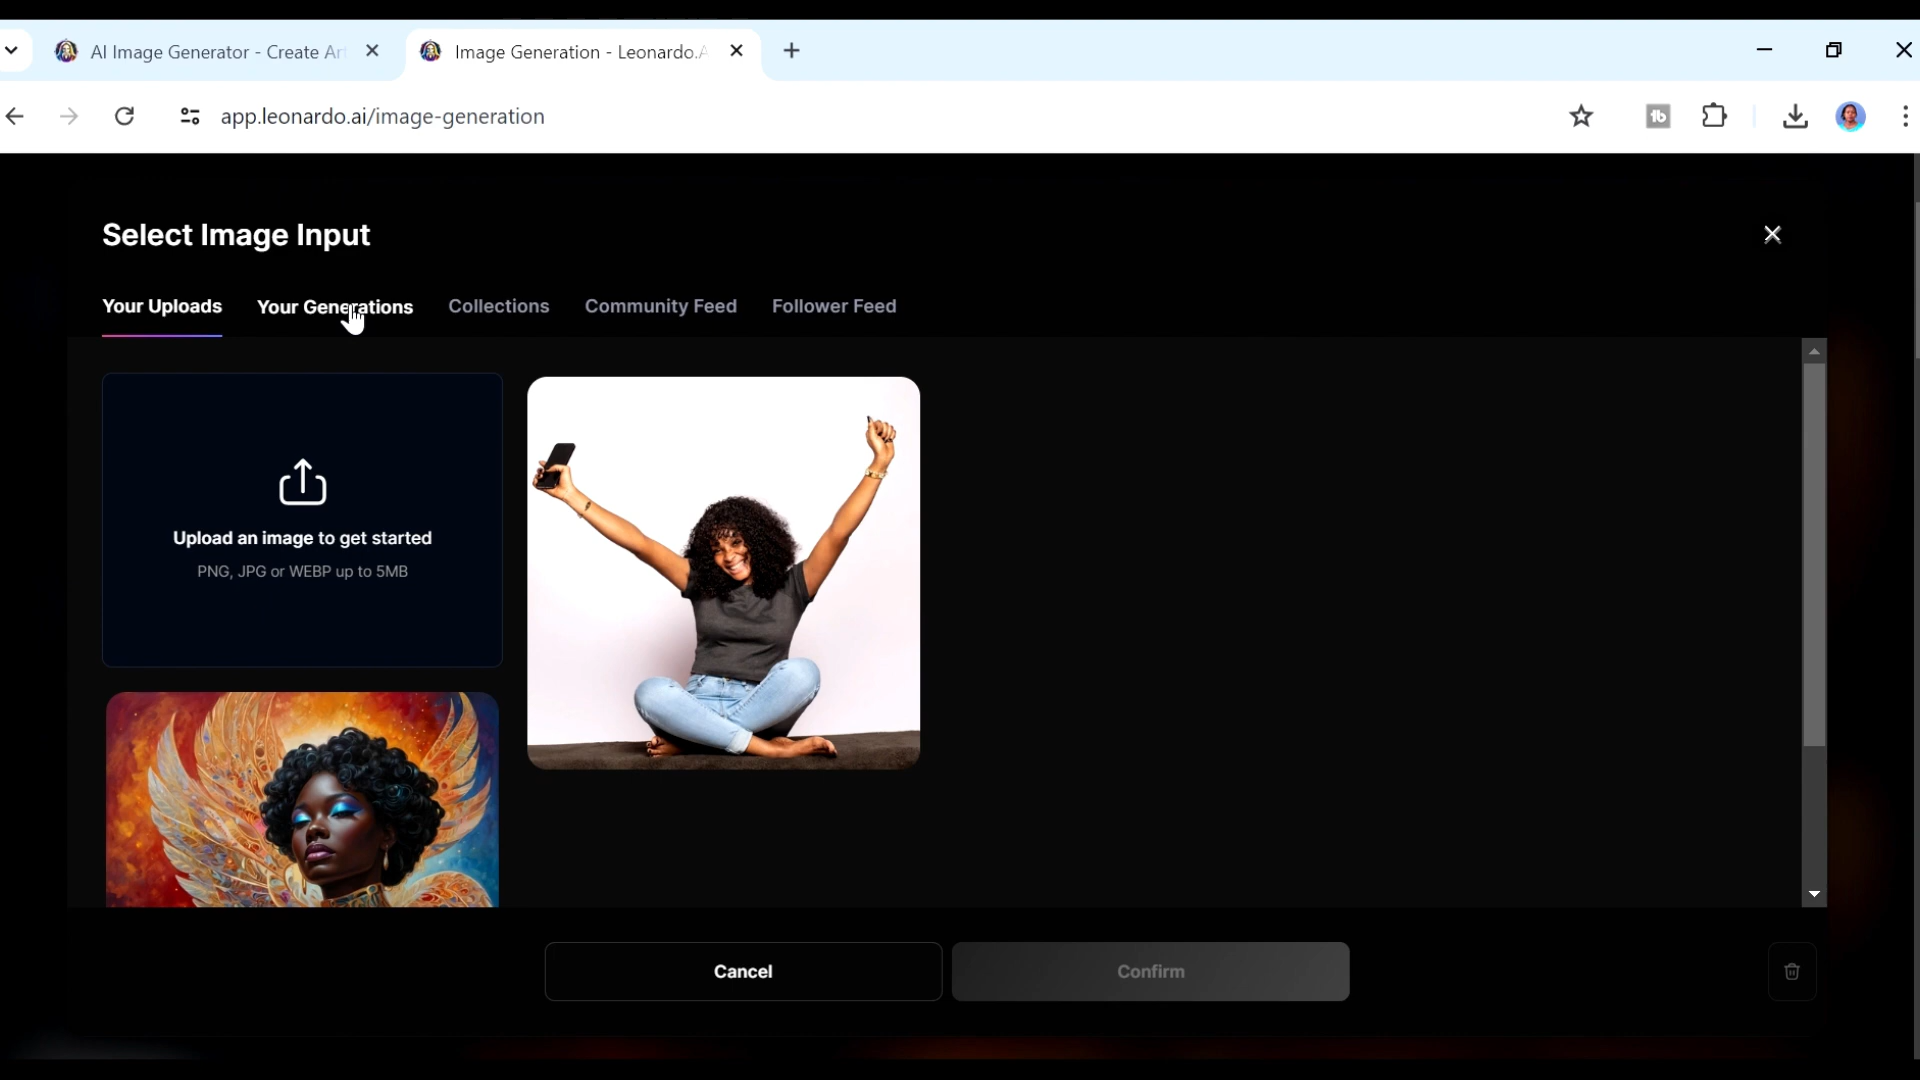 AI Image Generator - Create Art
Image Generation - Leonardo.A
app.leonardo.ai/image-generation
tb
Select Image Input
Your Uploads
Your Generations
Collections
Community Feed
Follower Feed
Upload an image to get started
PNG, JPG or WEBP up to 5MB
Cancel
Confirm